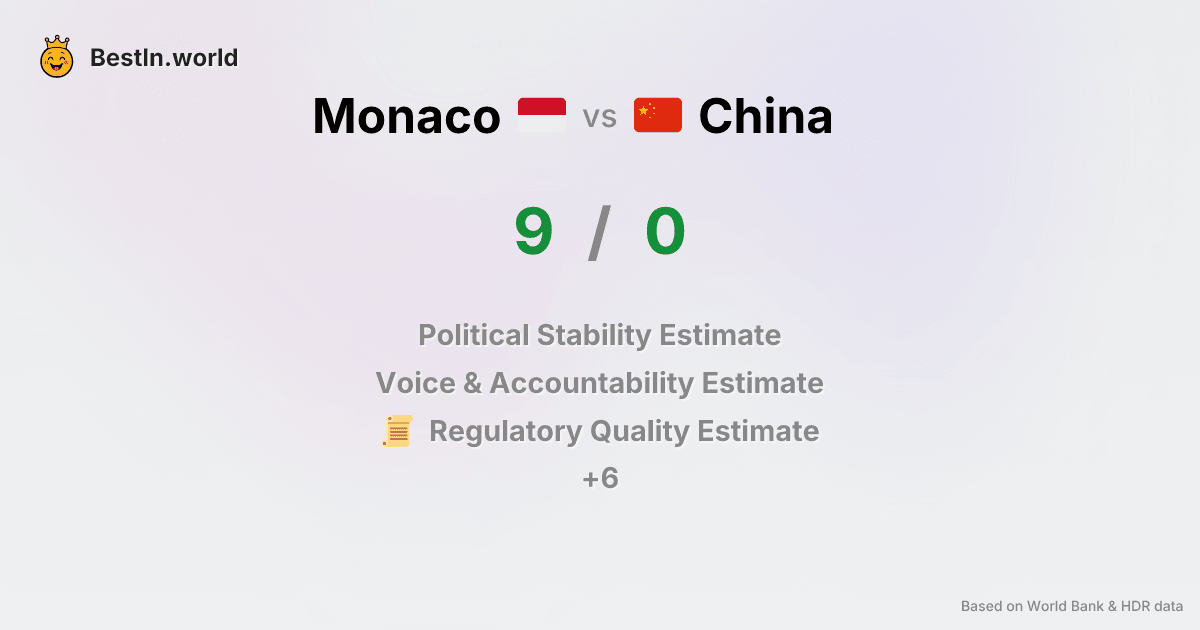 BestIn.world
Monaco vs China
9 / 0
Political Stability Estimate
Voice & Accountability Estimate
Regulatory Quality Estimate
+6
Based on World Bank & HDR data